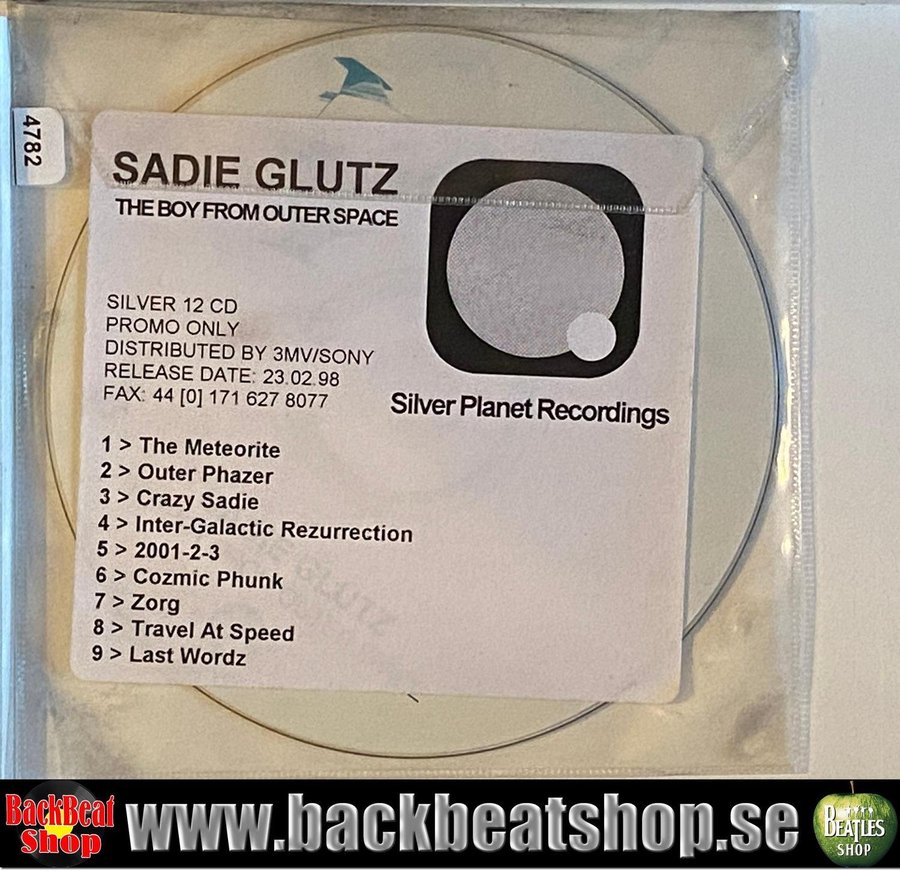 4782
SADIE GLUTZ
THE BOY FROM OUTER SPACE
SILVER 12 CD
PROMO ONLY
DISTRIBUTED BY 3MV/SONY
RELEASE DATE: 23.02.98
FAX: 44 [0] 171 627 8077
Silver Planet Recordings
1 > The Meteorite
2 > Outer Phazer
3 > Crazy Sadie
4 > Inter-Galactic Rezurrection
5 > 2001-2-3
6 > Cozmic Phunk
7 > Zorg
8 > Travel At Speed
9 > Last Wordz
BackBeat
Shop
www.backbeatshop.se
BEATLES
SHOP